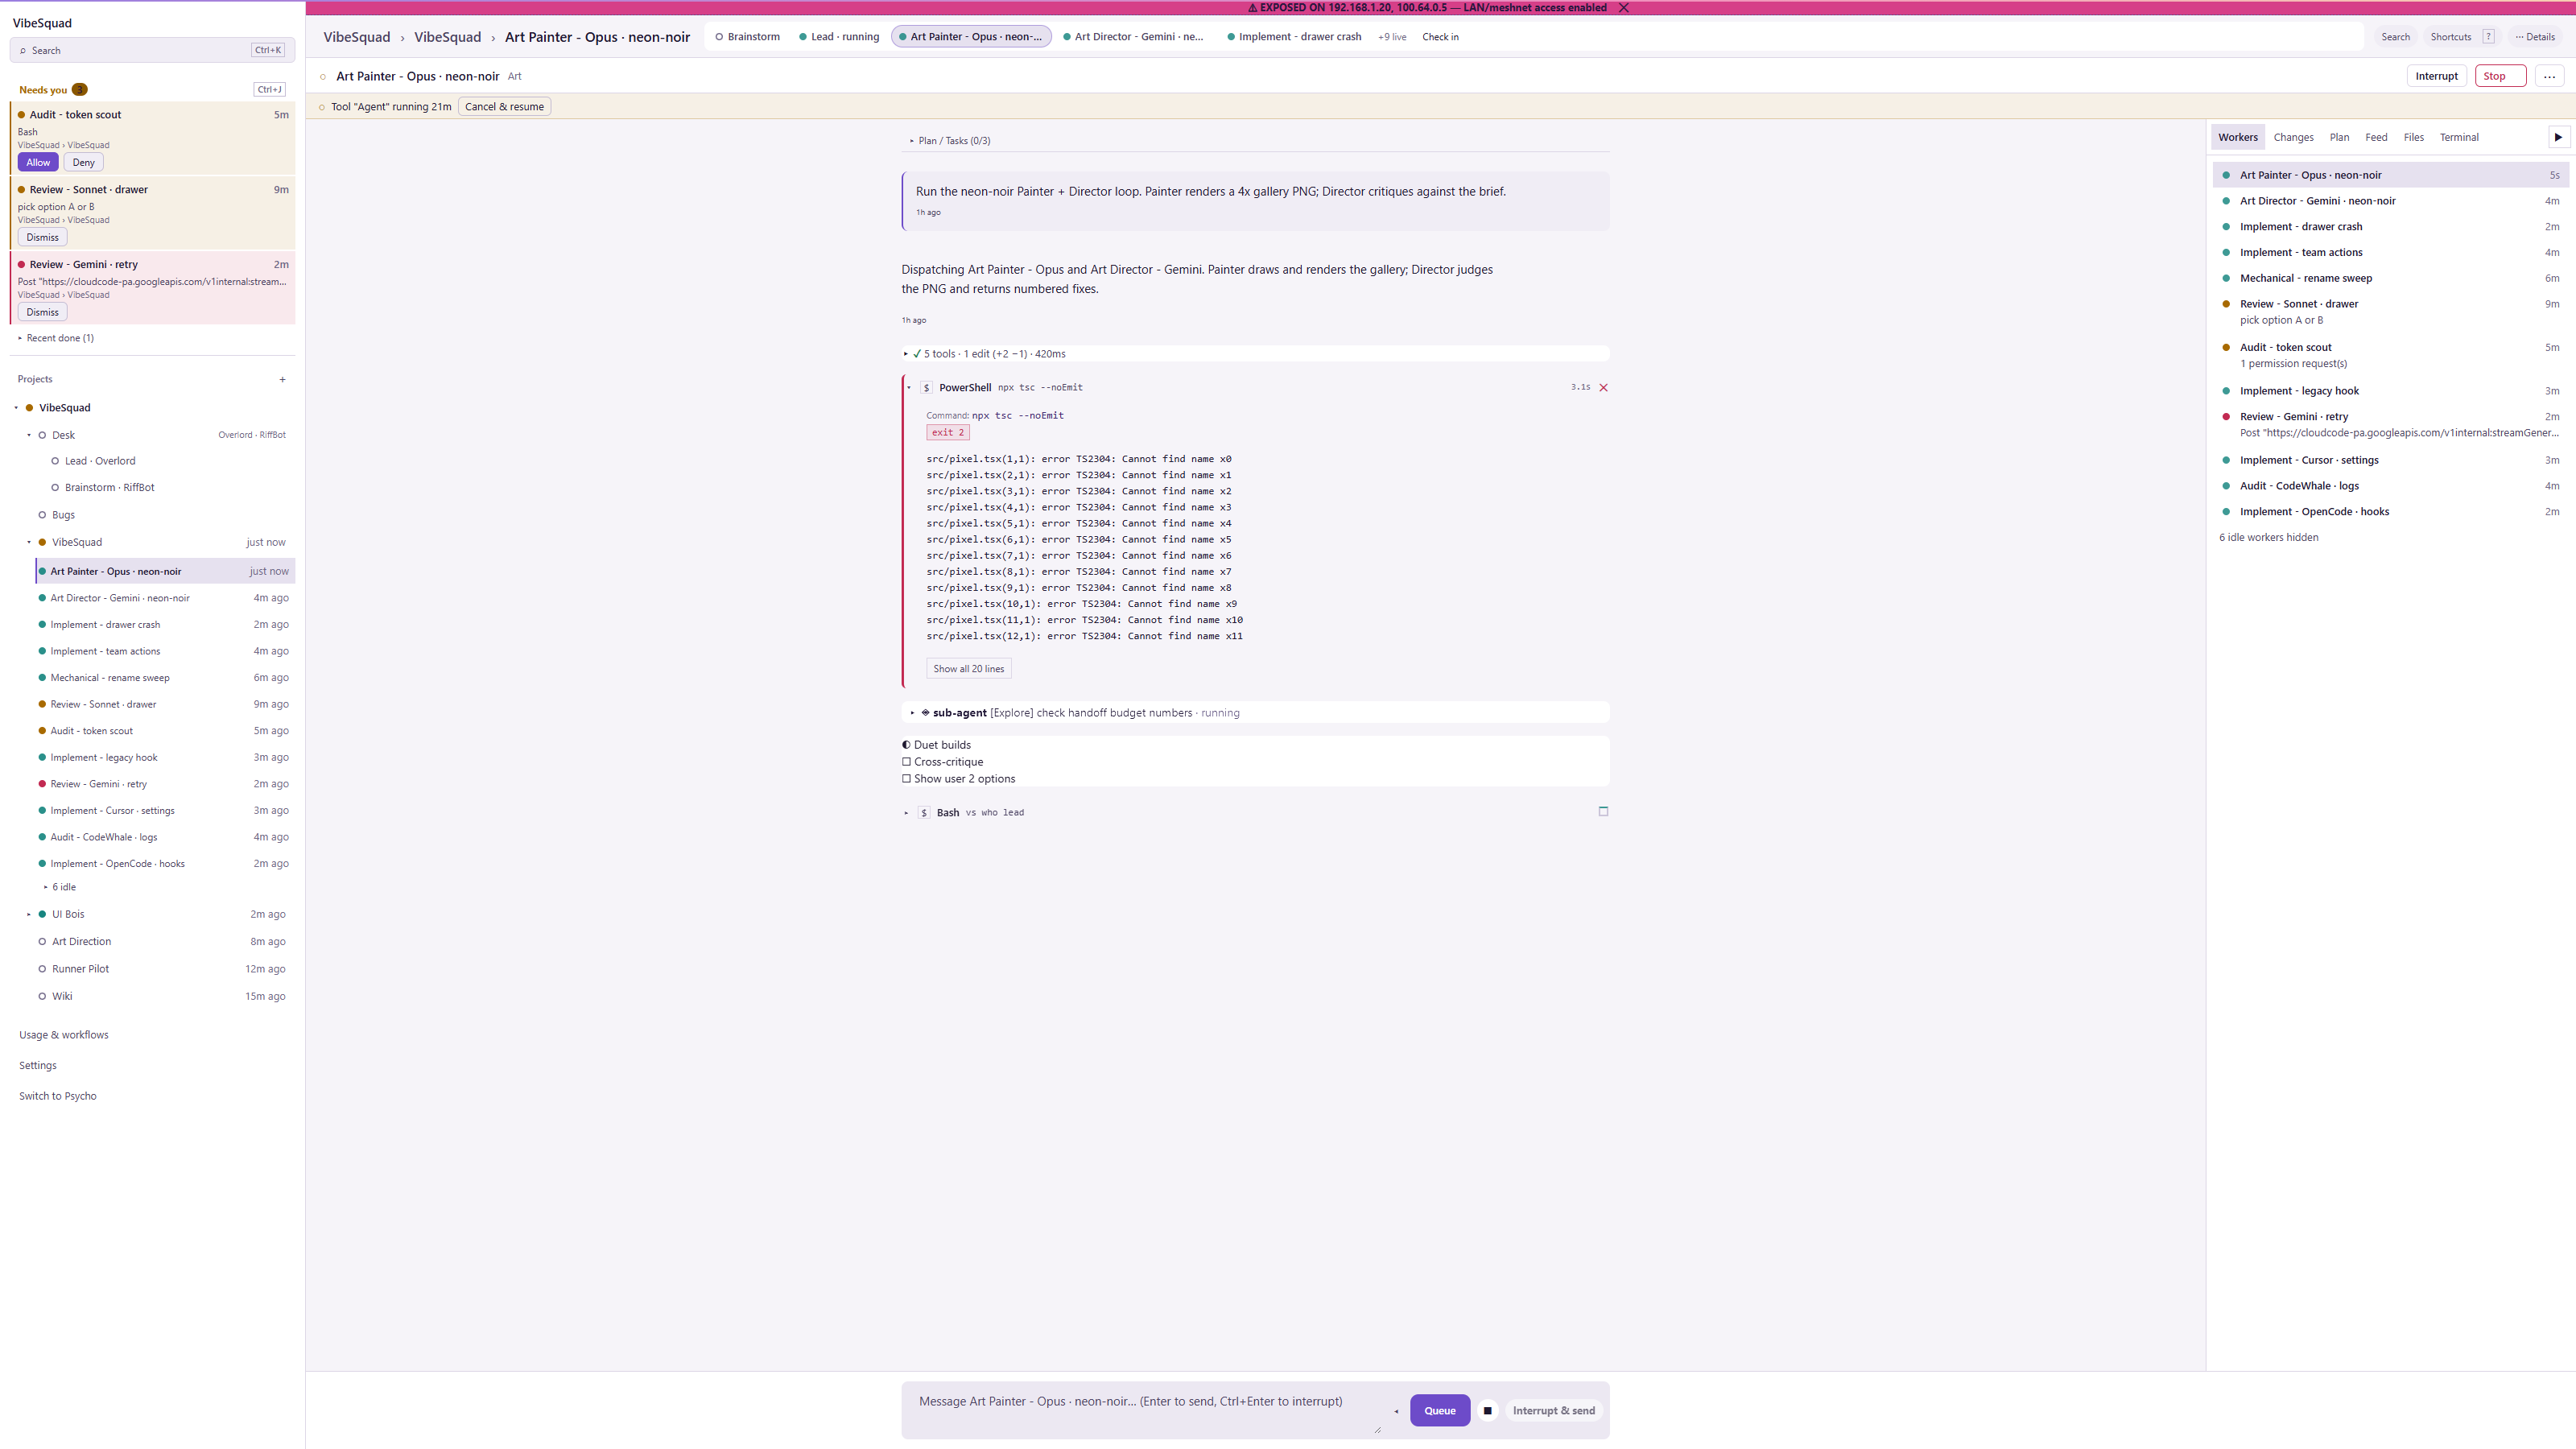 VibeSquad
Search
Ctrl+K
Needs you 3
Ctrl+J
Audit - token scout 5m
Bash
VibeSquad › VibeSquad
Allow Deny
Review - Sonnet · drawer 9m
pick option A or B
VibeSquad › VibeSquad
Dismiss
Review - Gemini · retry 2m
Post "https://cloudcode-pa.googleapis.com/v1internal:stream...
VibeSquad › VibeSquad
Dismiss
Recent done (1)
Projects +
VibeSquad
Desk Overlord · RiffBot
Lead · Overlord
Brainstorm · RiffBot
Bugs
VibeSquad just now
Art Painter - Opus · neon-noir just now
Art Director - Gemini · neon-noir 4m ago
Implement - drawer crash 2m ago
Implement - team actions 4m ago
Mechanical - rename sweep 6m ago
Review - Sonnet · drawer 9m ago
Audit - token scout 5m ago
Implement - legacy hook 3m ago
Review - Gemini · retry 2m ago
Implement - Cursor · settings 3m ago
Audit - CodeWhale · logs 4m ago
Implement - OpenCode · hooks 2m ago
6 idle
UI Bois 2m ago
Art Direction 8m ago
Runner Pilot 12m ago
Wiki 15m ago
Usage & workflows
Settings
Switch to Psycho
⚠ EXPOSED ON 192.168.1.20, 100.64.0.5 — LAN/meshnet access enabled
VibeSquad › VibeSquad › Art Painter - Opus · neon-noir
Brainstorm Lead · running Art Painter - Opus · neon-... Art Director - Gemini · ne... Implement - drawer crash +9 live Check in
Search Shortcuts ? ··· Details
Art Painter - Opus · neon-noir Art
Interrupt Stop ...
Tool "Agent" running 21m Cancel & resume
Plan / Tasks (0/3)
Run the neon-noir Painter + Director loop. Painter renders a 4x gallery PNG; Director critiques against the brief.
1h ago
Dispatching Art Painter - Opus and Art Director - Gemini. Painter draws and renders the gallery; Director judges
the PNG and returns numbered fixes.
1h ago
✓ 5 tools · 1 edit (+2 −1) · 420ms
$ PowerShell npx tsc --noEmit 3.1s
Command: npx tsc --noEmit
exit 2
src/pixel.tsx(1,1): error TS2304: Cannot find name x0
src/pixel.tsx(2,1): error TS2304: Cannot find name x1
src/pixel.tsx(3,1): error TS2304: Cannot find name x2
src/pixel.tsx(4,1): error TS2304: Cannot find name x3
src/pixel.tsx(5,1): error TS2304: Cannot find name x4
src/pixel.tsx(6,1): error TS2304: Cannot find name x5
src/pixel.tsx(7,1): error TS2304: Cannot find name x6
src/pixel.tsx(8,1): error TS2304: Cannot find name x7
src/pixel.tsx(9,1): error TS2304: Cannot find name x8
src/pixel.tsx(10,1): error TS2304: Cannot find name x9
src/pixel.tsx(11,1): error TS2304: Cannot find name x10
src/pixel.tsx(12,1): error TS2304: Cannot find name x11
Show all 20 lines
sub-agent [Explore] check handoff budget numbers · running
◐ Duet builds
☐ Cross-critique
☐ Show user 2 options
$ Bash vs who lead
Message Art Painter - Opus · neon-noir... (Enter to send, Ctrl+Enter to interrupt)
Queue Interrupt & send
Workers Changes Plan Feed Files Terminal
Art Painter - Opus · neon-noir 5s
Art Director - Gemini · neon-noir 4m
Implement - drawer crash 2m
Implement - team actions 4m
Mechanical - rename sweep 6m
Review - Sonnet · drawer 9m
pick option A or B
Audit - token scout 5m
1 permission request(s)
Implement - legacy hook 3m
Review - Gemini · retry 2m
Post "https://cloudcode-pa.googleapis.com/v1internal:streamGener...
Implement - Cursor · settings 3m
Audit - CodeWhale · logs 4m
Implement - OpenCode · hooks 2m
6 idle workers hidden